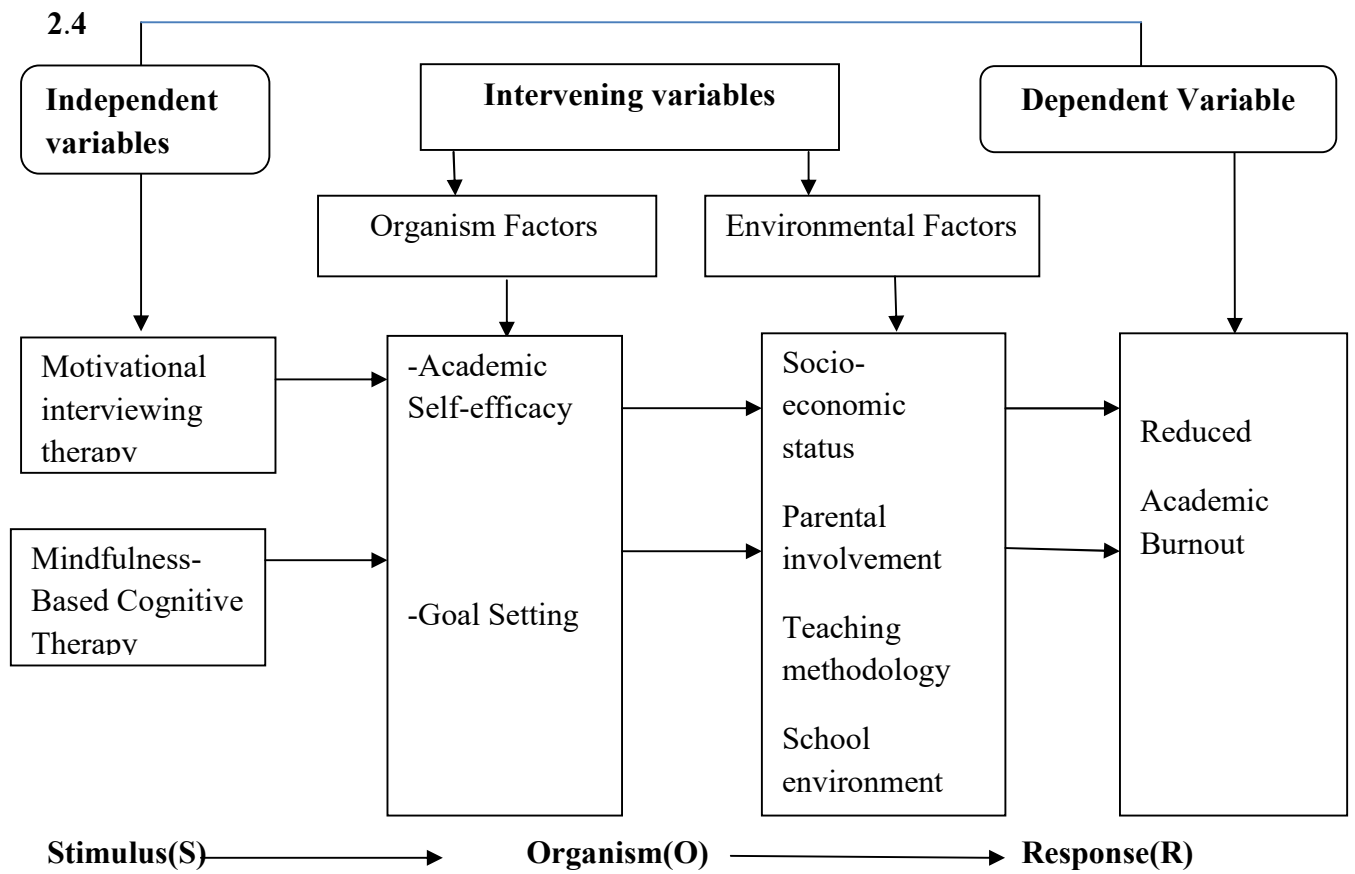 2.4
Independent
variables
Intervening variables
Dependent Variable
Organism Factors
Environmental Factors
Motivational
interviewing
therapy
-Academic
Self-efficacy
-Goal Setting
Socio-
economic
status
Parental
involvement
Teaching
methodology
School
environment
Reduced
Academic
Burnout
Mindfulness-
Based Cognitive
Therapy
Stimulus(S)
Organism(O)
Response(R)